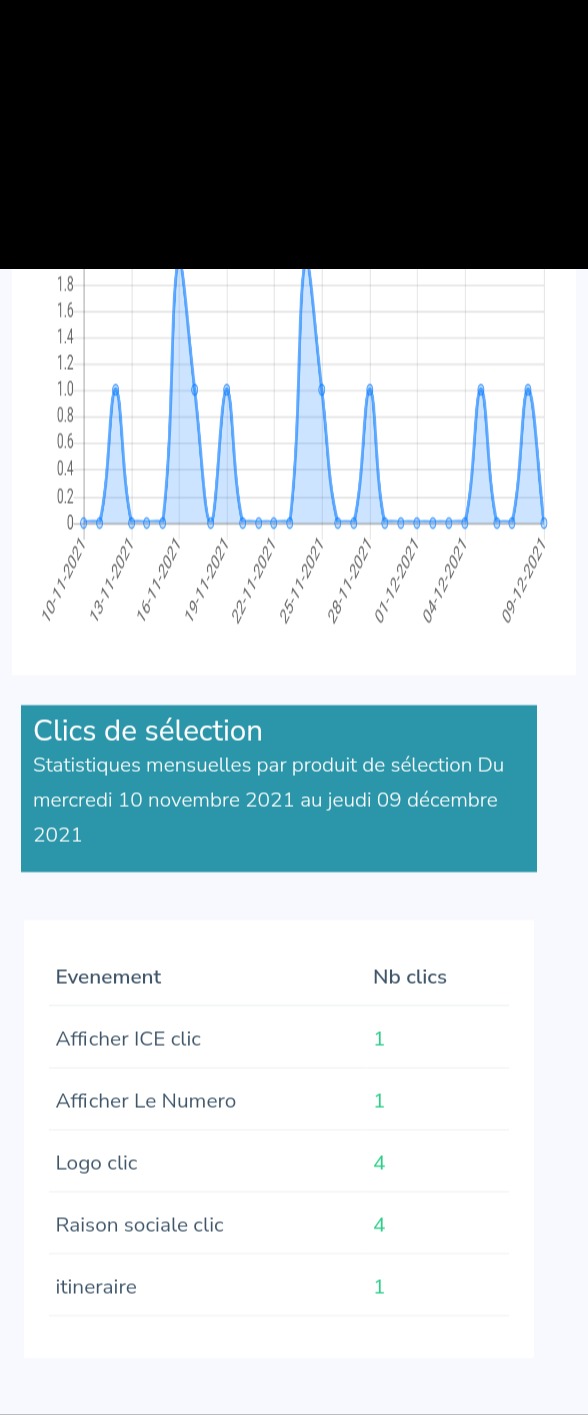 1.8
1.6
1.4
1.2
1.0
0.8
0.6
0.4
0.2
0
10-11-2021
13-11-2021
16-11-2021
19-11-2021
22-11-2021
25-11-2021
28-11-2021
01-12-2021
04-12-2021
09-12-2021
Clics de sélection
Statistiques mensuelles par produit de sélection Du
mercredi 10 novembre 2021 au jeudi 09 décembre
2021
Evenement Nb clics
Afficher ICE clic 1
Afficher Le Numero 1
Logo clic 4
Raison sociale clic 4
itineraire 1